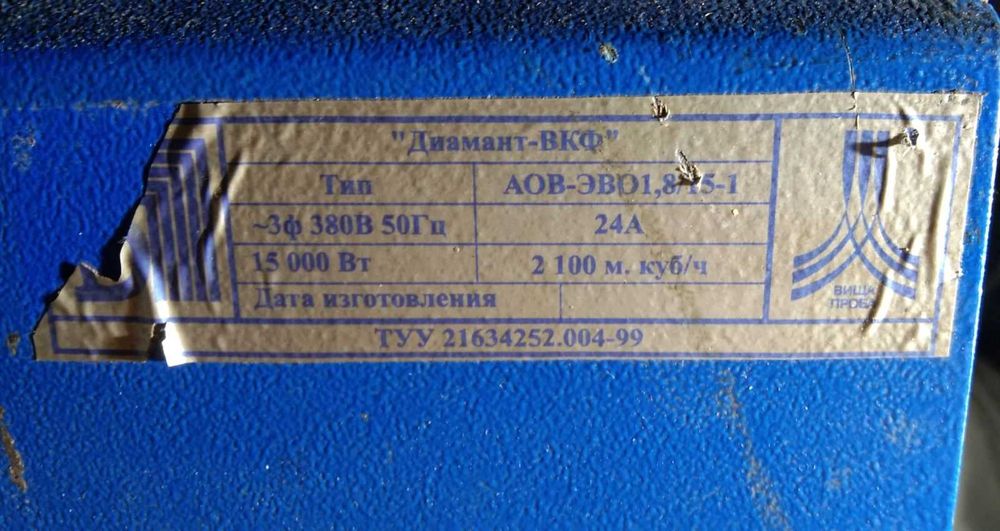 "Диамант-ВКФ"
Тип АОВ-ЭВО1,8/15-1
~3ф 380В 50Гц 24А
15 000 Вт 2 100 м. куб/ч
Дата изготовления
ВИЩА
ПРОБА
ТУУ 21634252.004-99